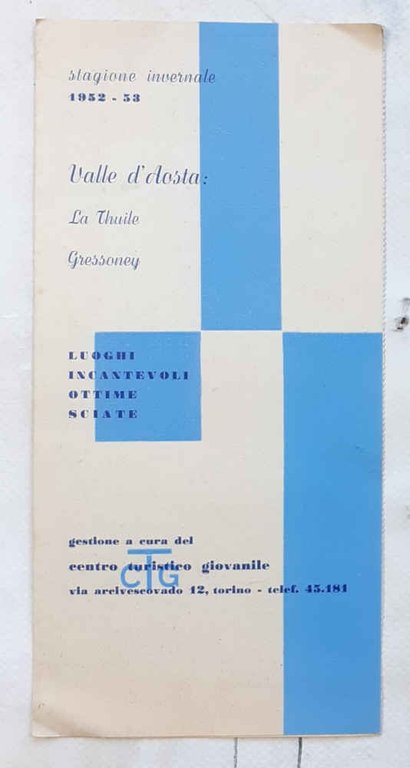 stagione invernale
1952 - 53
Valle d'Aosta:
La Thuile
Gressoney
LUOGHI
INCANTEVOLI
OTTIME
SCIATE
gestione a cura del
centro turistico giovanile
CTG
via arcivescovado 12, torino - telef. 45.181